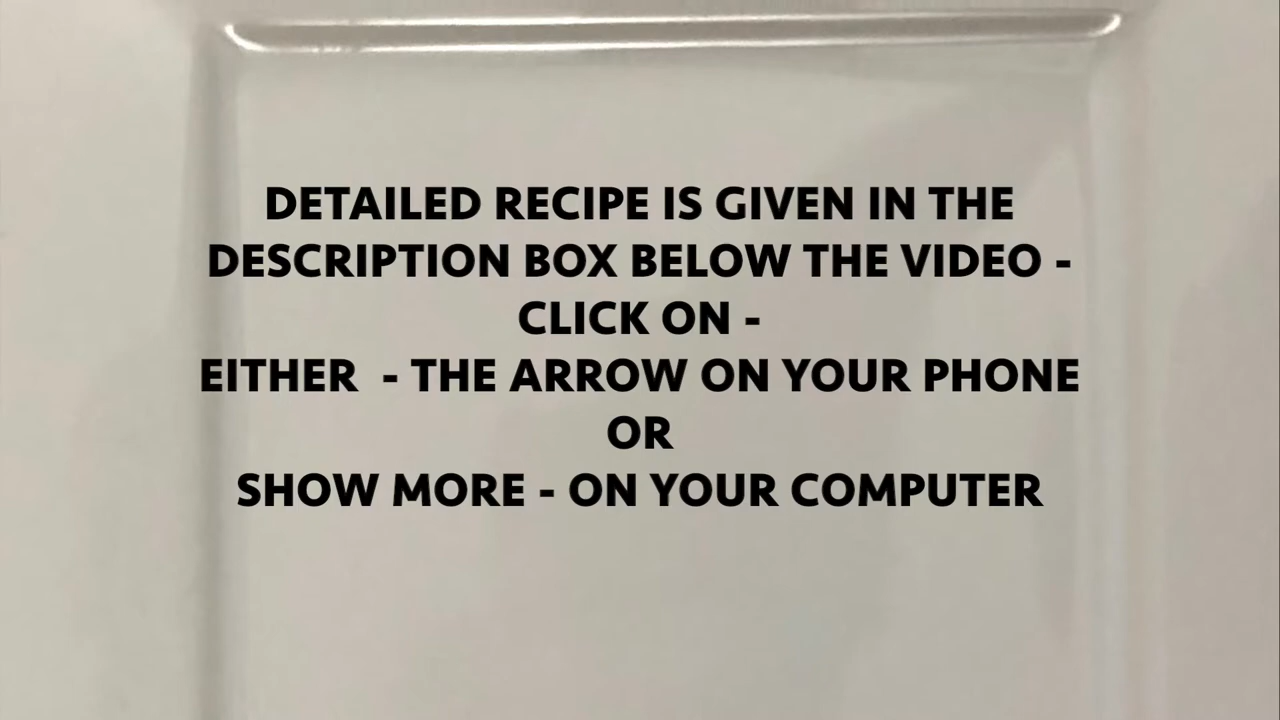 DETAILED RECIPE IS GIVEN IN THE
DESCRIPTION BOX BELOW THE VIDEO -
CLICK ON -
EITHER  - THE ARROW ON YOUR PHONE
OR
SHOW MORE - ON YOUR COMPUTER